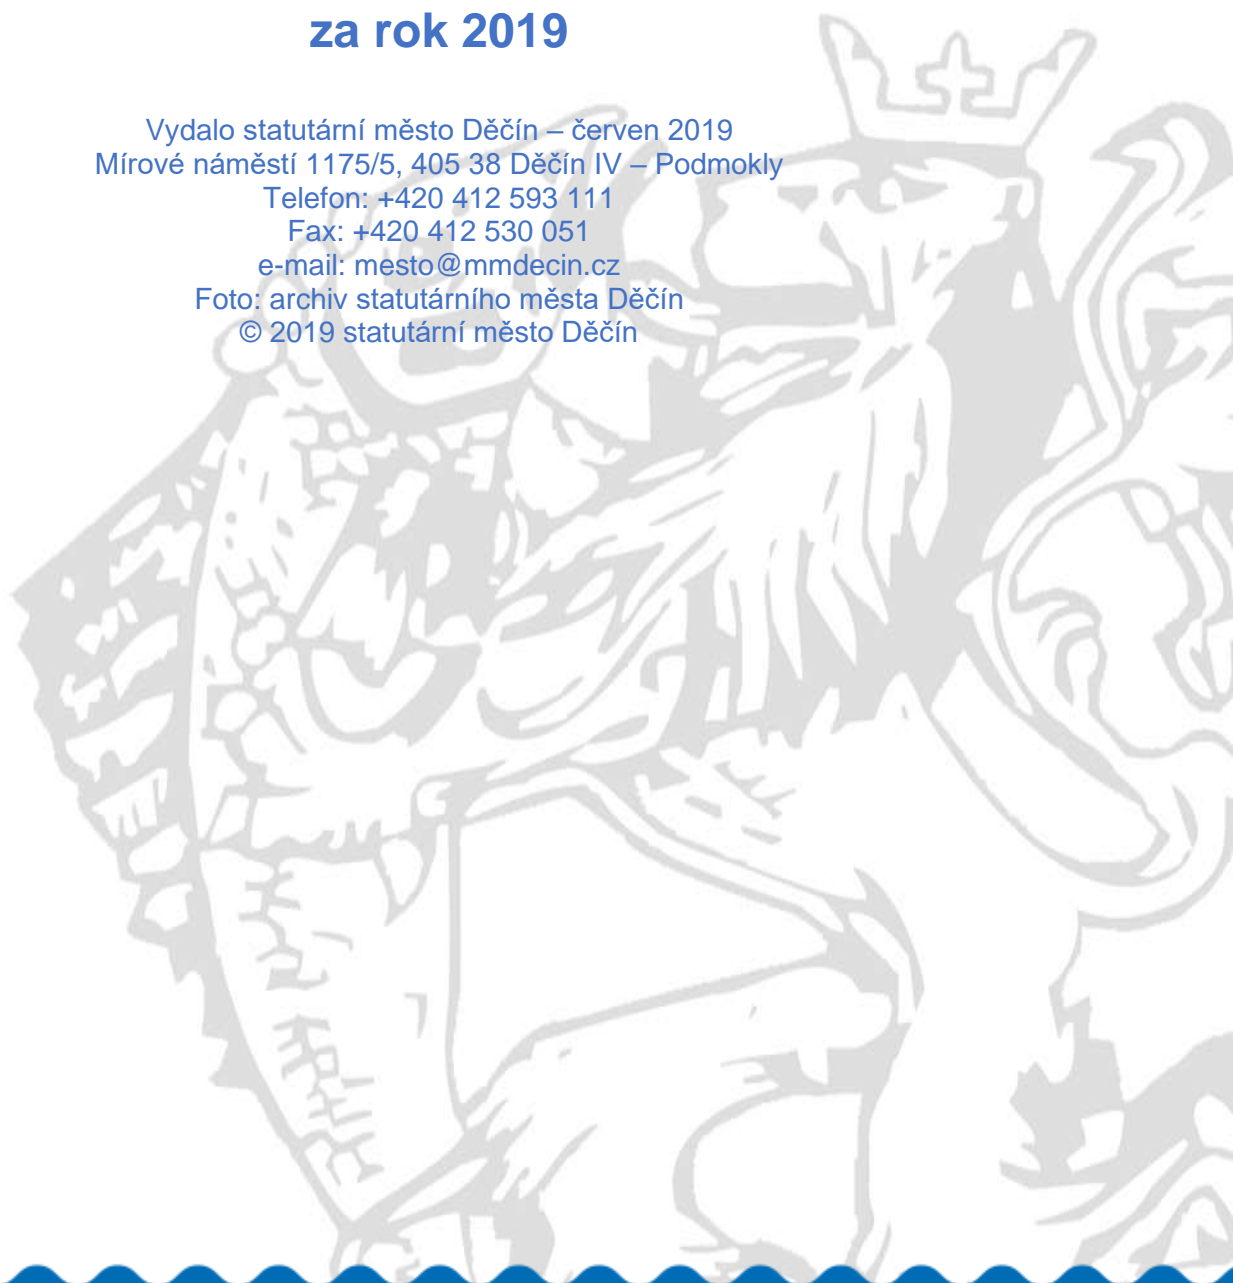 za rok 2019
Vydalo statutární město Děčín – červen 2019
Mírové náměstí 1175/5, 405 38 Děčín IV – Podmokly
Telefon: +420 412 593 111
Fax: +420 412 530 051
e-mail: mesto@mmdecin.cz
Foto: archiv statutárního města Děčín
© 2019 statutární město Děčín